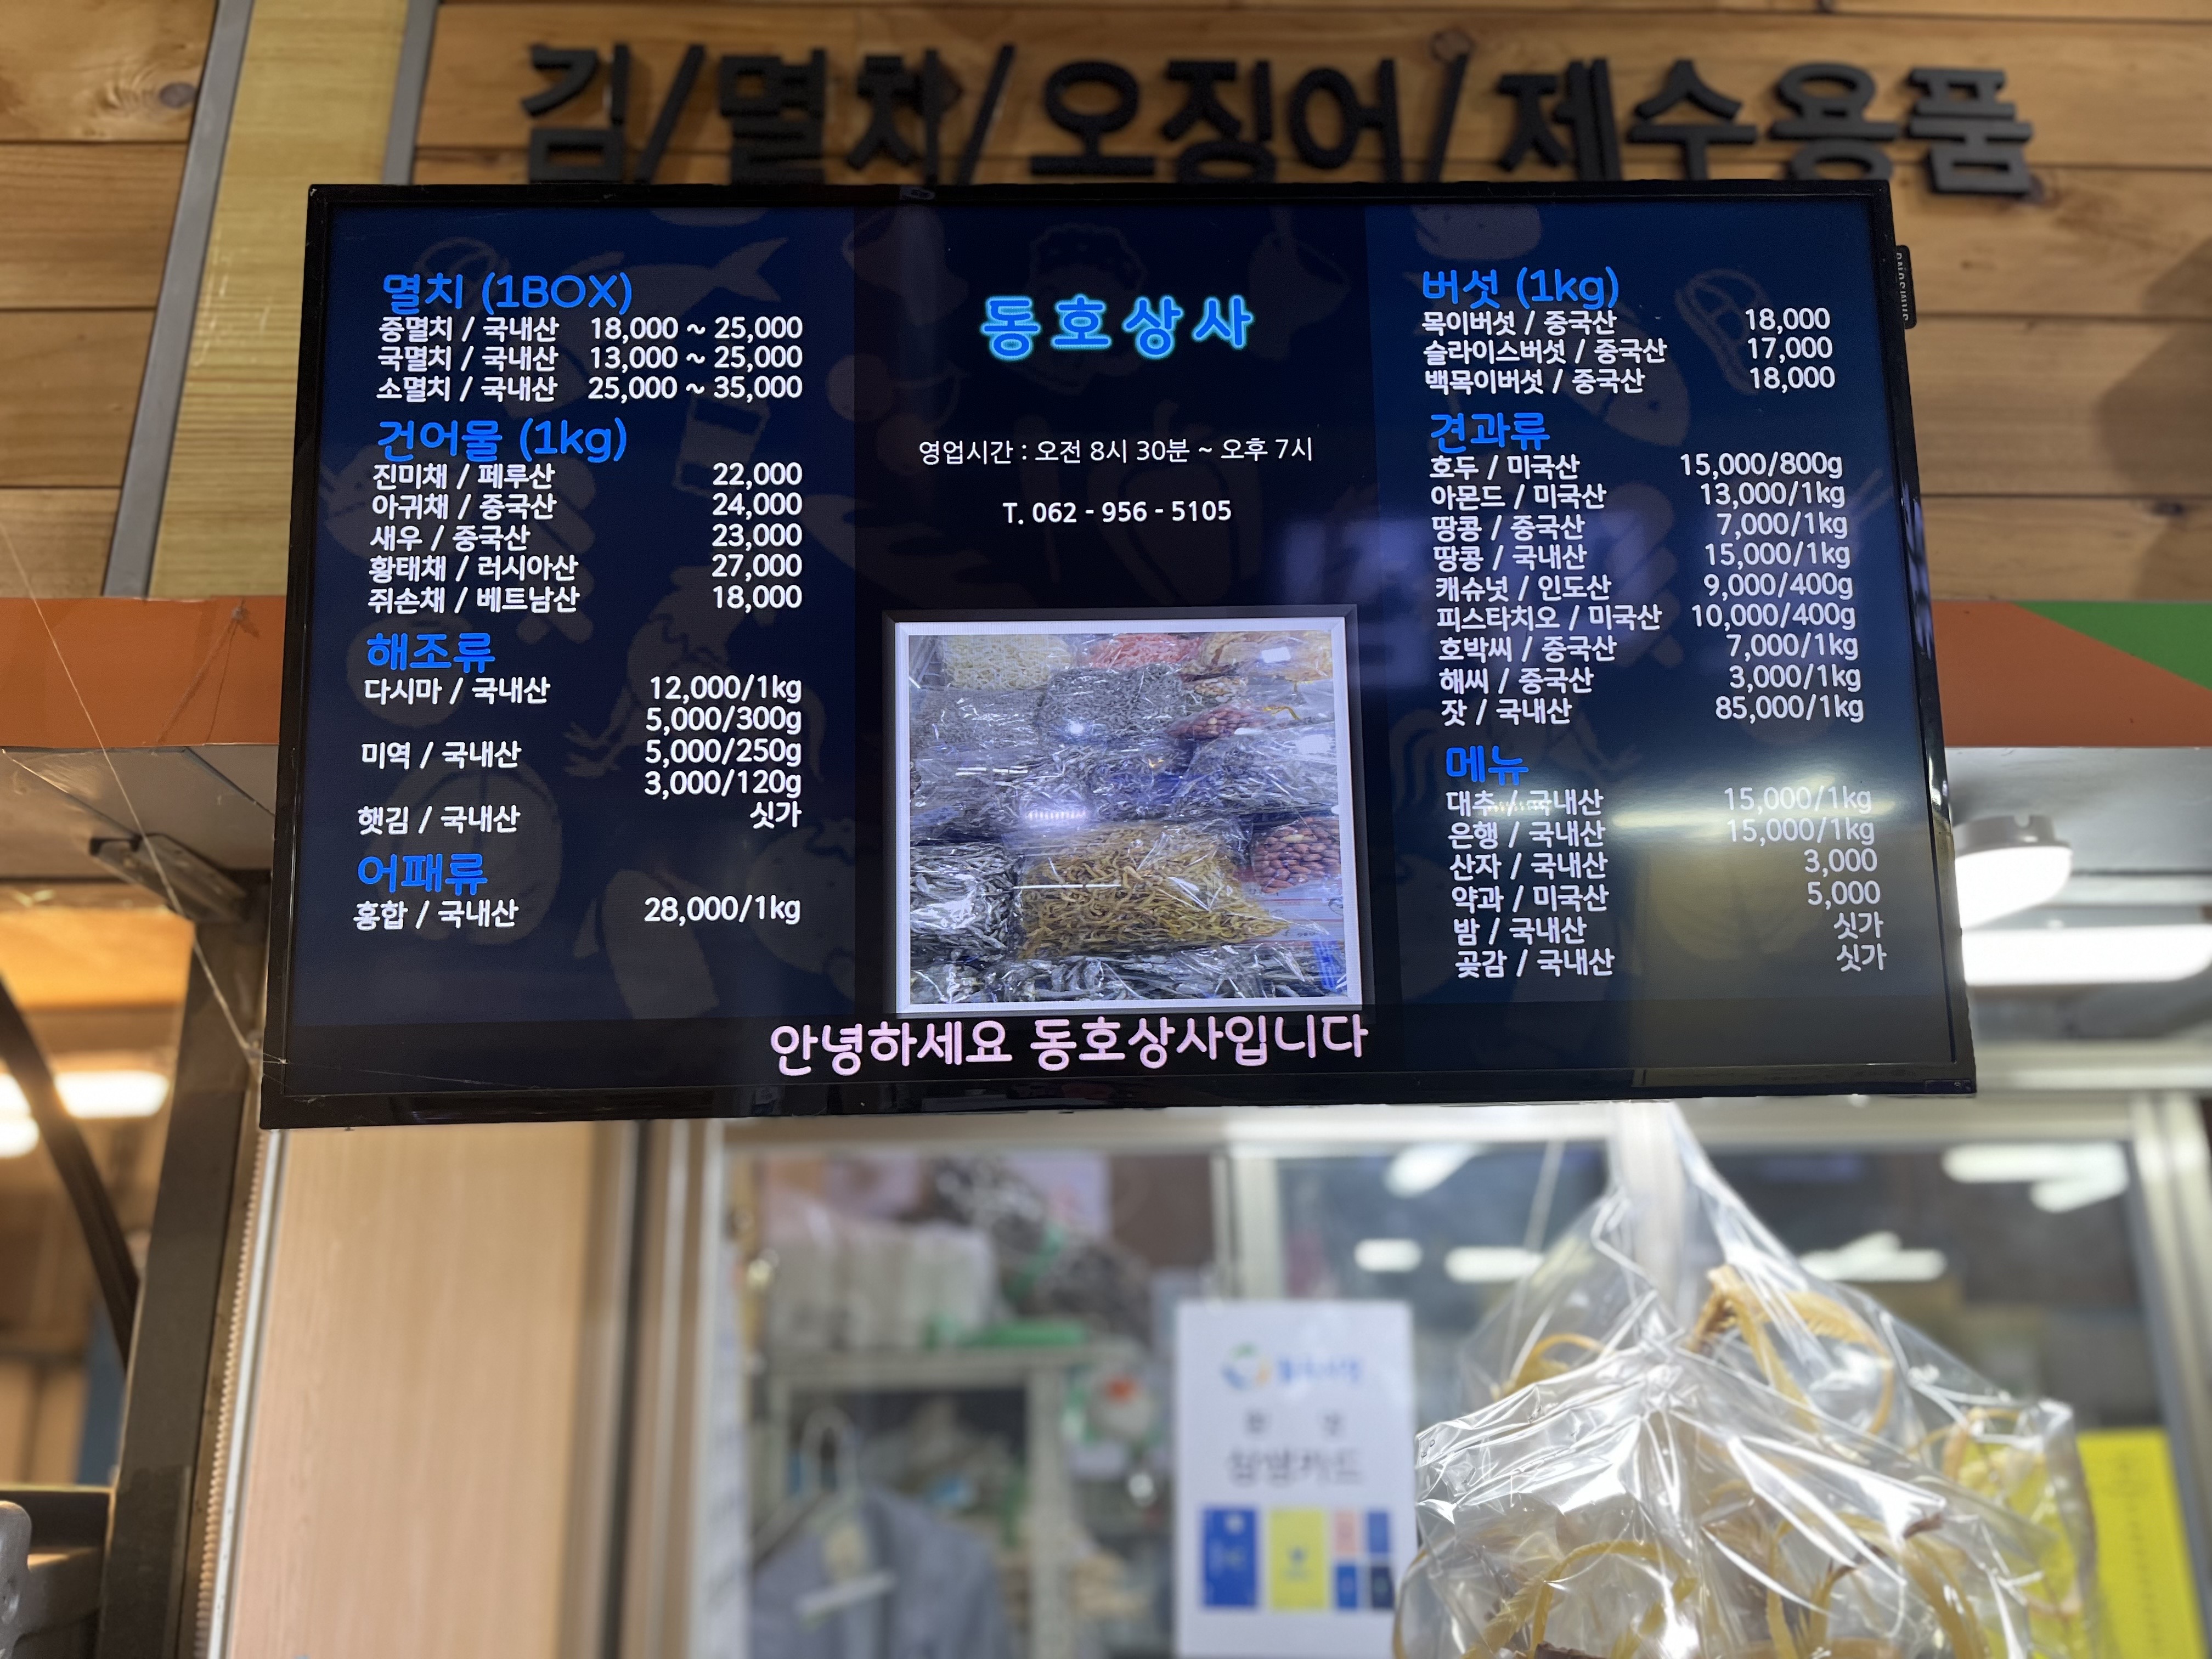 김/멸치/오징어/제수용품
멸치 (1BOX)
중멸치 / 국내산 18,000 ~ 25,000
국멸치 / 국내산 13,000 ~ 25,000
소멸치 / 국내산 25,000 ~ 35,000
건어물 (1kg)
진미채 / 페루산 22,000
아귀채 / 중국산 24,000
새우 / 중국산 23,000
황태채 / 러시아산 27,000
쥐손채 / 베트남산 18,000
해조류
다시마 / 국내산 12,000/1kg
5,000/300g
미역 / 국내산 5,000/250g
3,000/120g
햇김 / 국내산 싯가
어패류
홍합 / 국내산 28,000/1kg
동호상사
영업시간 : 오전 8시 30분 ~ 오후 7시
T. 062 - 956 - 5105
버섯 (1kg)
목이버섯 / 중국산 18,000
슬라이스버섯 / 중국산 17,000
백목이버섯 / 중국산 18,000
견과류
호두 / 미국산 15,000/800g
아몬드 / 미국산 13,000/1kg
땅콩 / 중국산 7,000/1kg
땅콩 / 국내산 15,000/1kg
캐슈넛 / 인도산 9,000/400g
피스타치오 / 미국산 10,000/400g
호박씨 / 중국산 7,000/1kg
해씨 / 중국산 3,000/1kg
잣 / 국내산 85,000/1kg
메뉴
대추 / 국내산 15,000/1kg
은행 / 국내산 15,000/1kg
산자 / 국내산 3,000
약과 / 미국산 5,000
밤 / 국내산 싯가
곶감 / 국내산 싯가
안녕하세요 동호상사입니다
SAMSUNG